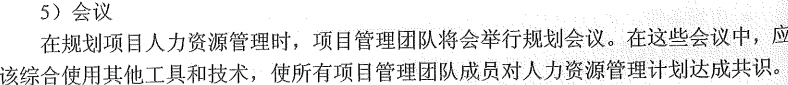 5）会议
在规划项目人力资源管理时，项目管理团队将会举行规划会议。在这些会议中，应
该综合使用其他工具和技术，使所有项目管理团队成员对人力资源管理计划达成共识。